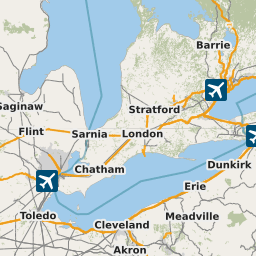 Barrie
Saginaw
Stratford
Flint
Sarnia
London
Chatham
Dunkirk
Erie
Toledo
Meadville
Cleveland
Akron